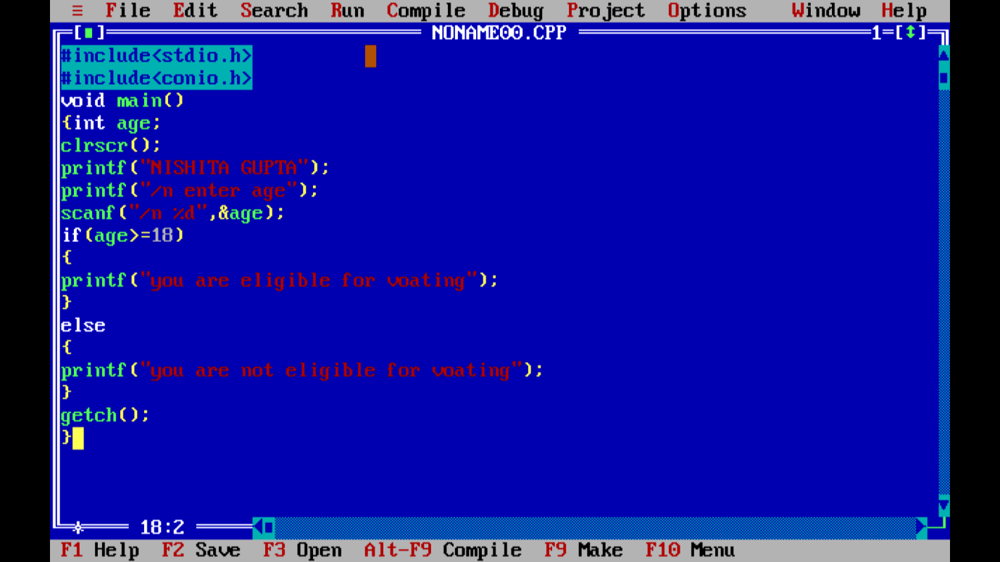 ≡ File Edit Search Run Compile Debug Project Options Window Help
[■] NONAME00.CPP 1=[↕]
#include<stdio.h>
#include<conio.h>
void main()
{int age;
clrscr();
printf("NISHITA GUPTA");
printf("/n enter age");
scanf("/n %d",&age);
if(age>=18)
{
printf("you are eligible for voating");
}
else
{
printf("you are not eligible for voating");
}
getch();
}
18:2
F1 Help F2 Save F3 Open Alt-F9 Compile F9 Make F10 Menu